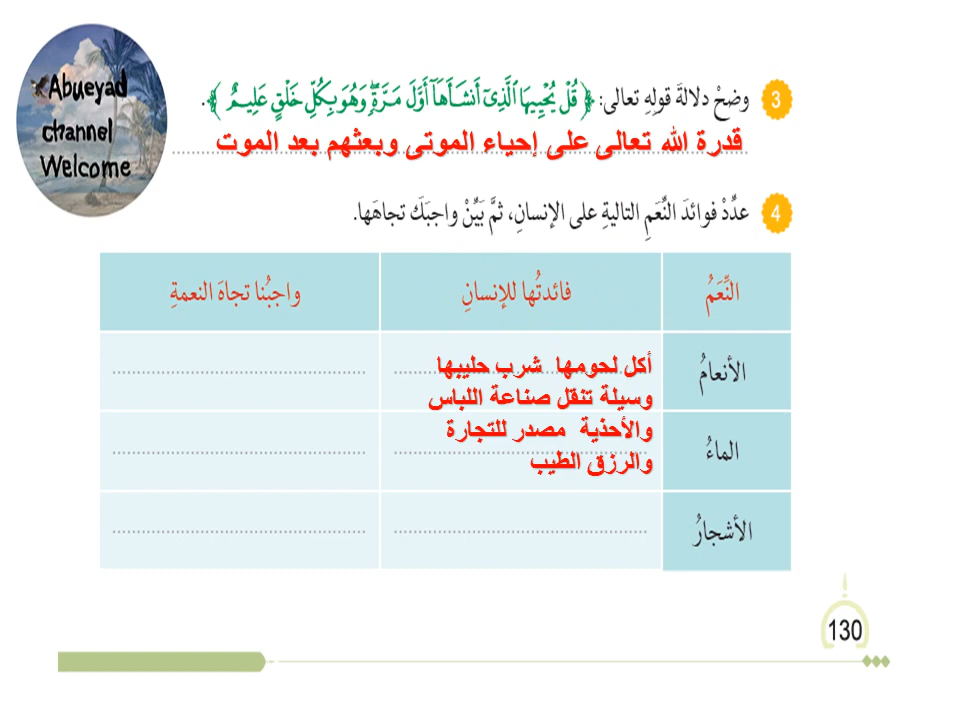 Abueyad
channel
Welcome
3 وضحْ دلالةَ قولِهِ تعالى: ﴿ قُلْ يُحْيِيهَا ٱلَّذِىٓ أَنشَأَهَآ أَوَّلَ مَرَّةٍۖ وَهُوَ بِكُلِّ خَلْقٍ عَلِيمٌ ﴾.
قدرة الله تعالى على إحياء الموتى وبعثهم بعد الموت
4 عدِّدْ فوائدَ النِّعَمِ التاليةِ على الإنسانِ، ثمَّ بَيِّنْ واجبَكَ تجاهَها.
النِّعَمُ فائدتُها للإنسانِ واجبُنا تجاهَ النعمةِ
الأنعامُ
أكل لحومها شرب حليبها
وسيلة تنقل صناعة اللباس
والأحذية مصدر للتجارة
والرزق الطيب
الماءُ
الأشجارُ
130